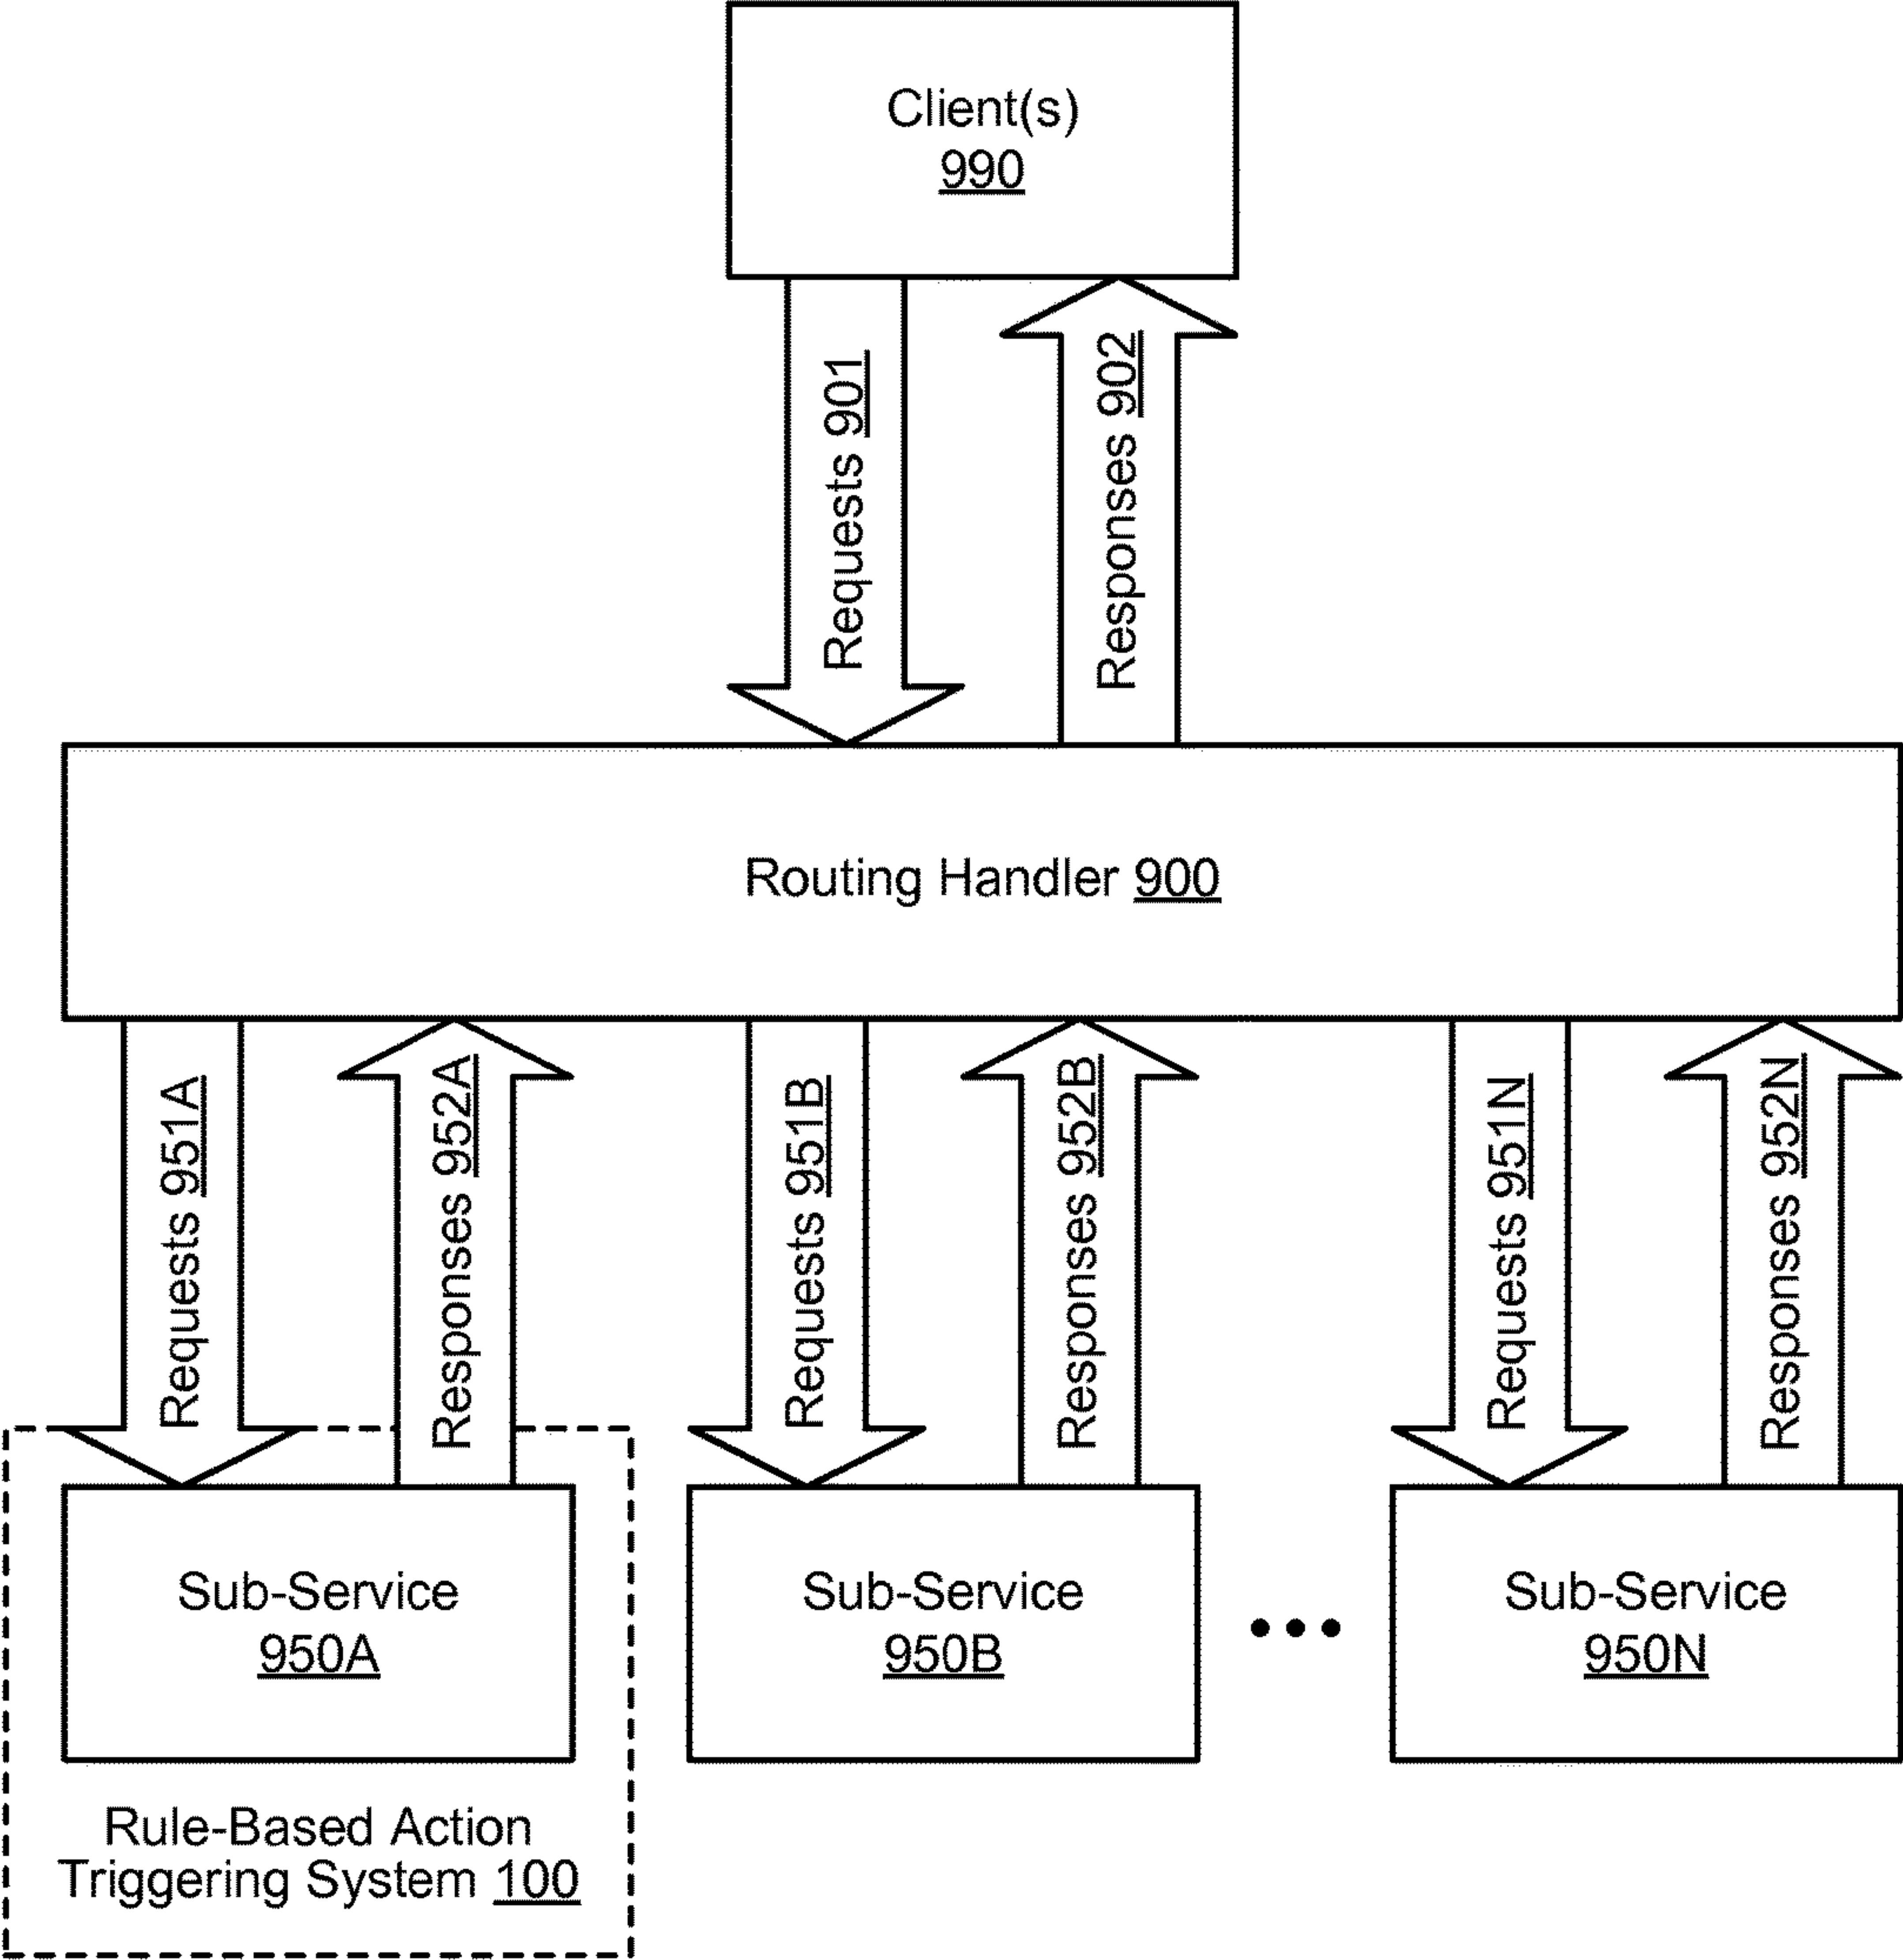 Client(s)
990
Requests 901
Responses 902
Routing Handler 900
Requests 951A
Responses 952A
Requests 951B
Responses 952B
Requests 951N
Responses 952N
Sub-Service
950A
Sub-Service
950B
Sub-Service
950N
Rule-Based Action
Triggering System 100